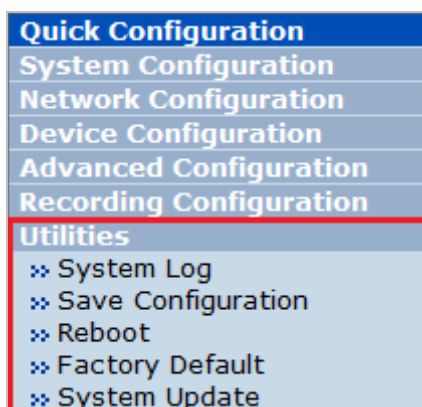 Quick Configuration
System Configuration
Network Configuration
Device Configuration
Advanced Configuration
Recording Configuration
Utilities
» System Log
» Save Configuration
» Reboot
» Factory Default
» System Update